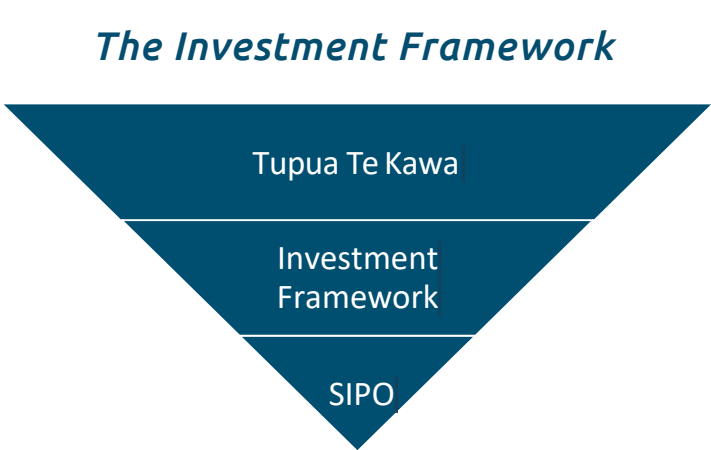 The Investment Framework
Tupua Te Kawa
Investment
Framework
SIPO